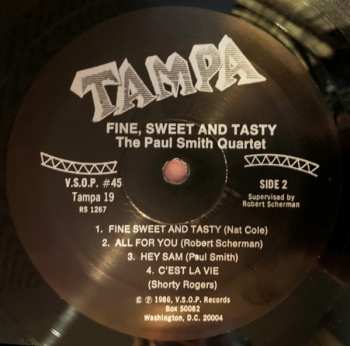 TAMPA
FINE, SWEET AND TASTY
The Paul Smith Quartet
V.S.O.P. #45
Tampa 19
RS 1267
SIDE 2
Supervised by
Robert Scherman
1. FINE SWEET AND TASTY (Nat Cole)
2. ALL FOR YOU (Robert Scherman)
3. HEY SAM (Paul Smith)
4. C'EST LA VIE
(Shorty Rogers)
© ℗ 1986, V.S.O.P. Records
Box 50082
Washington, D.C. 20004